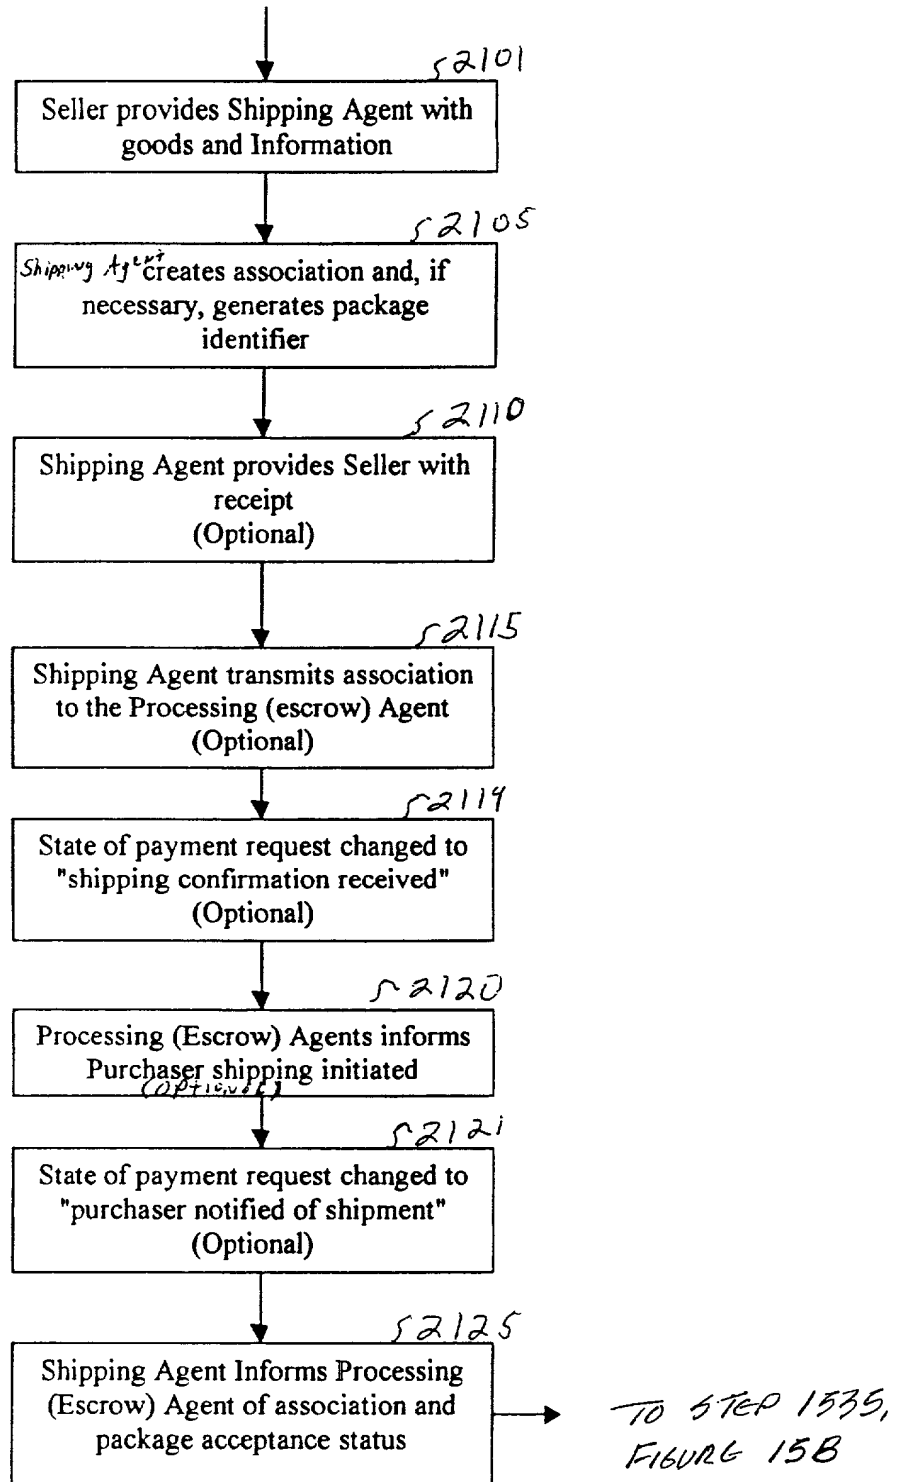 2101
Seller provides Shipping Agent with
goods and Information
2105
Shipping Agent creates association and, if
necessary, generates package
identifier
2110
Shipping Agent provides Seller with
receipt
(Optional)
2115
Shipping Agent transmits association
to the Processing (escrow) Agent
(Optional)
2119
State of payment request changed to
"shipping confirmation received"
(Optional)
2120
Processing (Escrow) Agents informs
Purchaser shipping initiated
(Optional)
2121
State of payment request changed to
"purchaser notified of shipment"
(Optional)
2125
Shipping Agent Informs Processing
(Escrow) Agent of association and
package acceptance status
TO STEP 1535,
FIGURE 15B